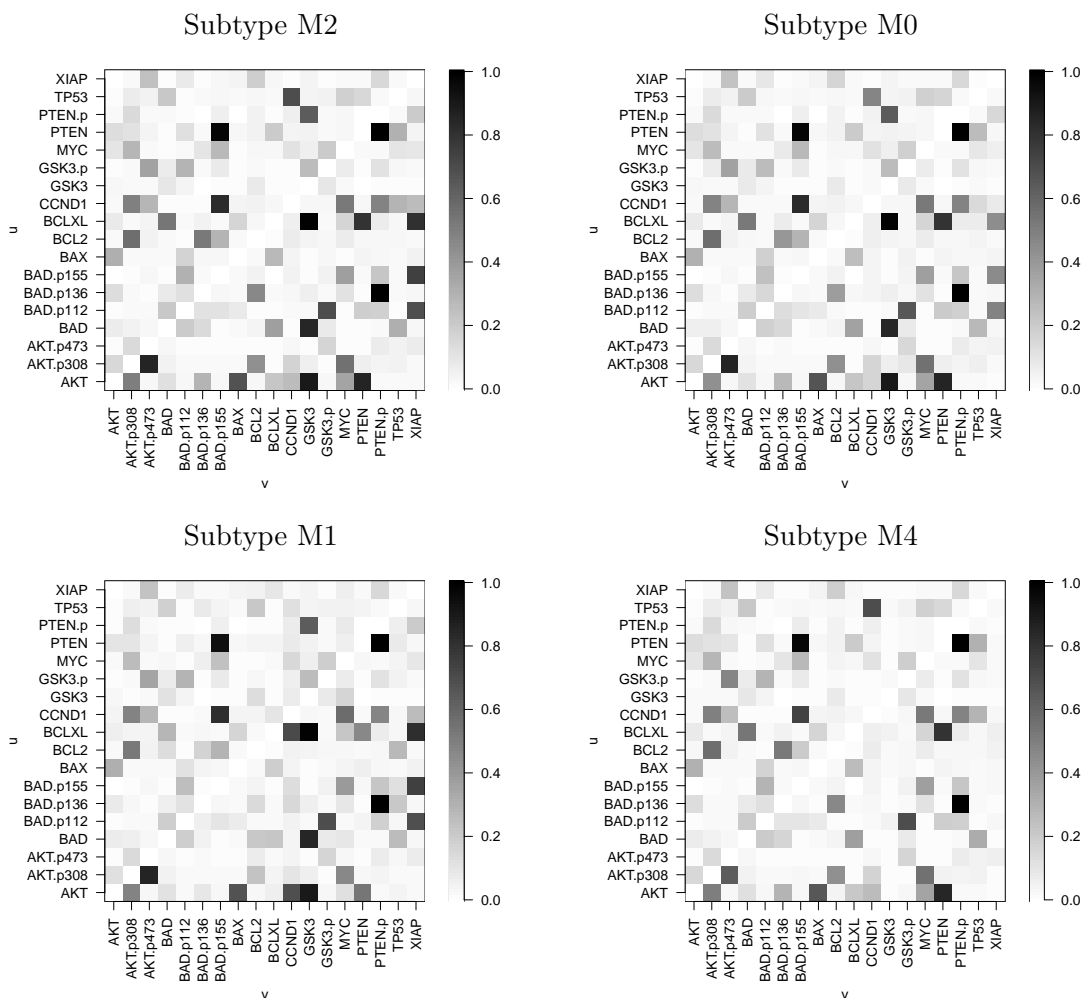 Subtype M2
XIAP
TP53
PTEN.p
PTEN
MYC
GSK3.p
GSK3
CCND1
BCLXL
BCL2
BAX
BAD.p155
BAD.p136
BAD.p112
BAD
AKT.p473
AKT.p308
AKT
u
1.0
0.8
0.6
0.4
0.2
0.0
AKT
AKT.p308
AKT.p473
BAD
BAD.p112
BAD.p136
BAD.p155
BAX
BCL2
BCLXL
CCND1
GSK3
GSK3.p
MYC
PTEN
PTEN.p
TP53
XIAP
v
Subtype M0
XIAP
TP53
PTEN.p
PTEN
MYC
GSK3.p
GSK3
CCND1
BCLXL
BCL2
BAX
BAD.p155
BAD.p136
BAD.p112
BAD
AKT.p473
AKT.p308
AKT
u
1.0
0.8
0.6
0.4
0.2
0.0
AKT
AKT.p308
AKT.p473
BAD
BAD.p112
BAD.p136
BAD.p155
BAX
BCL2
BCLXL
CCND1
GSK3
GSK3.p
MYC
PTEN
PTEN.p
TP53
XIAP
v
Subtype M1
XIAP
TP53
PTEN.p
PTEN
MYC
GSK3.p
GSK3
CCND1
BCLXL
BCL2
BAX
BAD.p155
BAD.p136
BAD.p112
BAD
AKT.p473
AKT.p308
AKT
u
1.0
0.8
0.6
0.4
0.2
0.0
AKT
AKT.p308
AKT.p473
BAD
BAD.p112
BAD.p136
BAD.p155
BAX
BCL2
BCLXL
CCND1
GSK3
GSK3.p
MYC
PTEN
PTEN.p
TP53
XIAP
v
Subtype M4
XIAP
TP53
PTEN.p
PTEN
MYC
GSK3.p
GSK3
CCND1
BCLXL
BCL2
BAX
BAD.p155
BAD.p136
BAD.p112
BAD
AKT.p473
AKT.p308
AKT
u
1.0
0.8
0.6
0.4
0.2
0.0
AKT
AKT.p308
AKT.p473
BAD
BAD.p112
BAD.p136
BAD.p155
BAX
BCL2
BCLXL
CCND1
GSK3
GSK3.p
MYC
PTEN
PTEN.p
TP53
XIAP
v